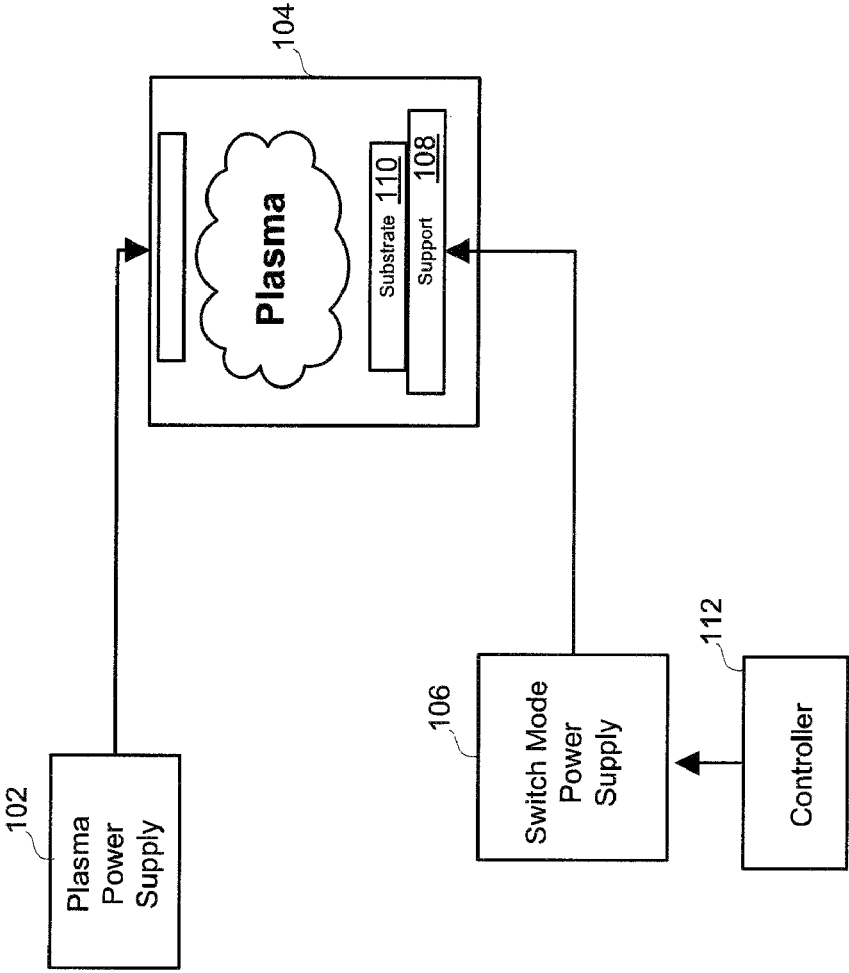 102
Plasma
Power
Supply
104
Plasma
Substrate 110
Support 108
106
Switch Mode
Power
Supply
112
Controller